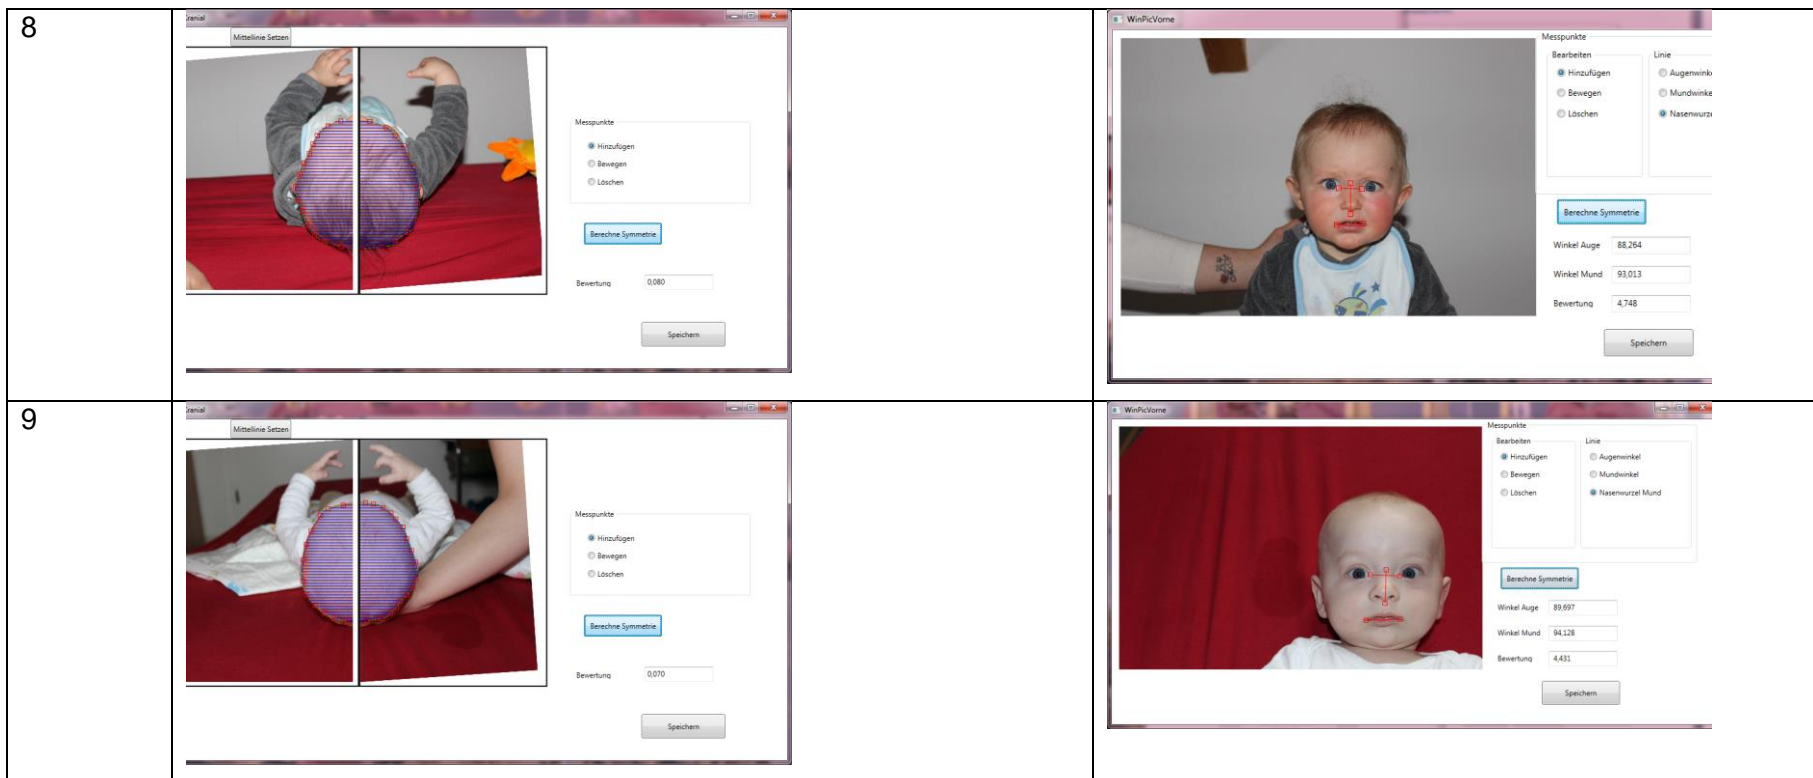 8
Cranial
Mittellinie Setzen
Messpunkte
Hinzufügen
Bewegen
Löschen
Berechne Symmetrie
Bewertung 0,080
Speichern
WinPicVorne
Messpunkte
Bearbeiten Linie
Hinzufügen Augenwinke
Bewegen Mundwinke
Löschen Nasenwurze
Berechne Symmetrie
Winkel Auge 88,264
Winkel Mund 93,013
Bewertung 4,748
Speichern
9
Cranial
Mittellinie Setzen
Messpunkte
Hinzufügen
Bewegen
Löschen
Berechne Symmetrie
Bewertung 0,070
Speichern
WinPicVorne
Messpunkte
Bearbeiten Linie
Hinzufügen Augenwinkel
Bewegen Mundwinkel
Löschen Nasenwurzel Mund
Berechne Symmetrie
Winkel Auge 89,697
Winkel Mund 94,128
Bewertung 4,431
Speichern